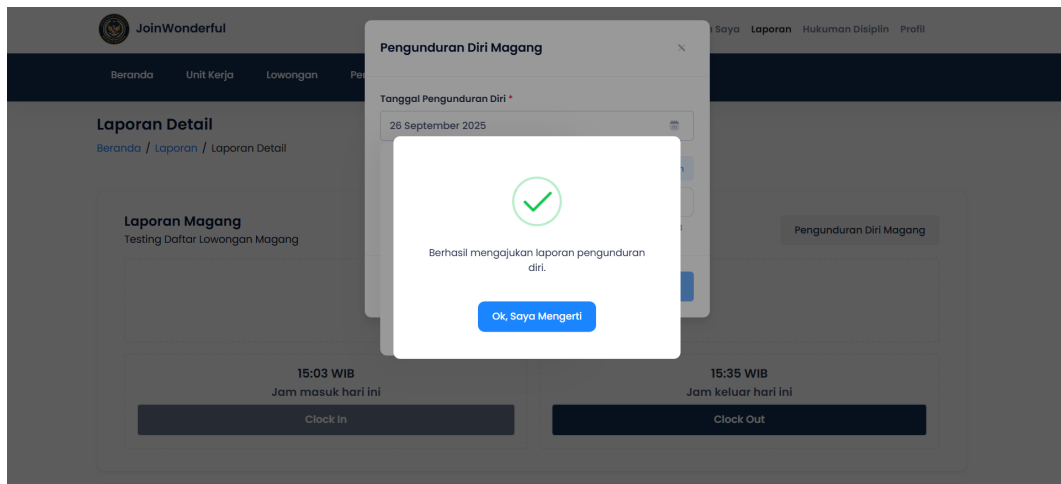 JoinWonderful
Saya Laporan Hukuman Disiplin Profil
Beranda Unit Kerja Lowongan
Pengunduran Diri Magang
Tanggal Pengunduran Diri *
26 September 2025
Laporan Detail
Beranda / Laporan / Laporan Detail
Laporan Magang
Testing Daftar Lowongan Magang
Pengunduran Diri Magang
Berhasil mengajukan laporan pengunduran
diri.
Ok, Saya Mengerti
15:03 WIB
Jam masuk hari ini
Clock In
15:35 WIB
Jam keluar hari ini
Clock Out